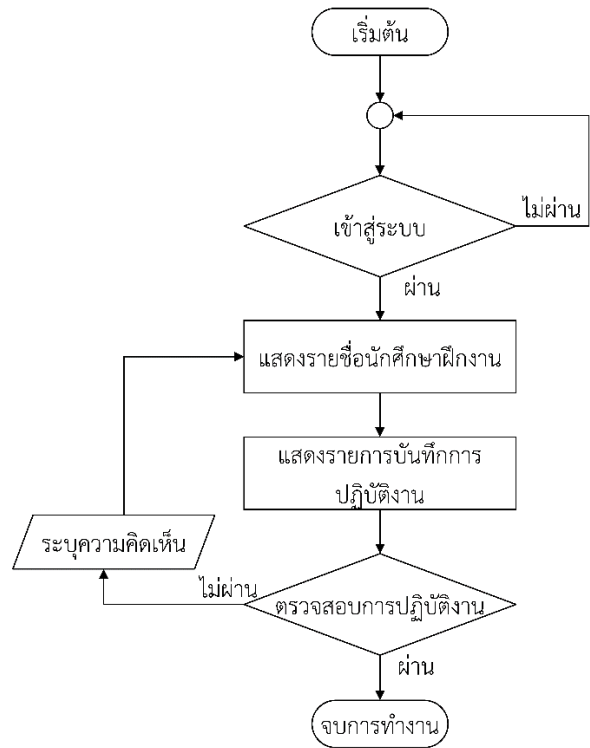 เริ่มต้น
ไม่ผ่าน
เข้าสู่ระบบ
ผ่าน
แสดงรายชื่อนักศึกษาฝึกงาน
แสดงรายการบันทึกการ
ปฏิบัติงาน
ระบุความคิดเห็น
ไม่ผ่าน
ตรวจสอบการปฏิบัติงาน
ผ่าน
จบการทำงาน